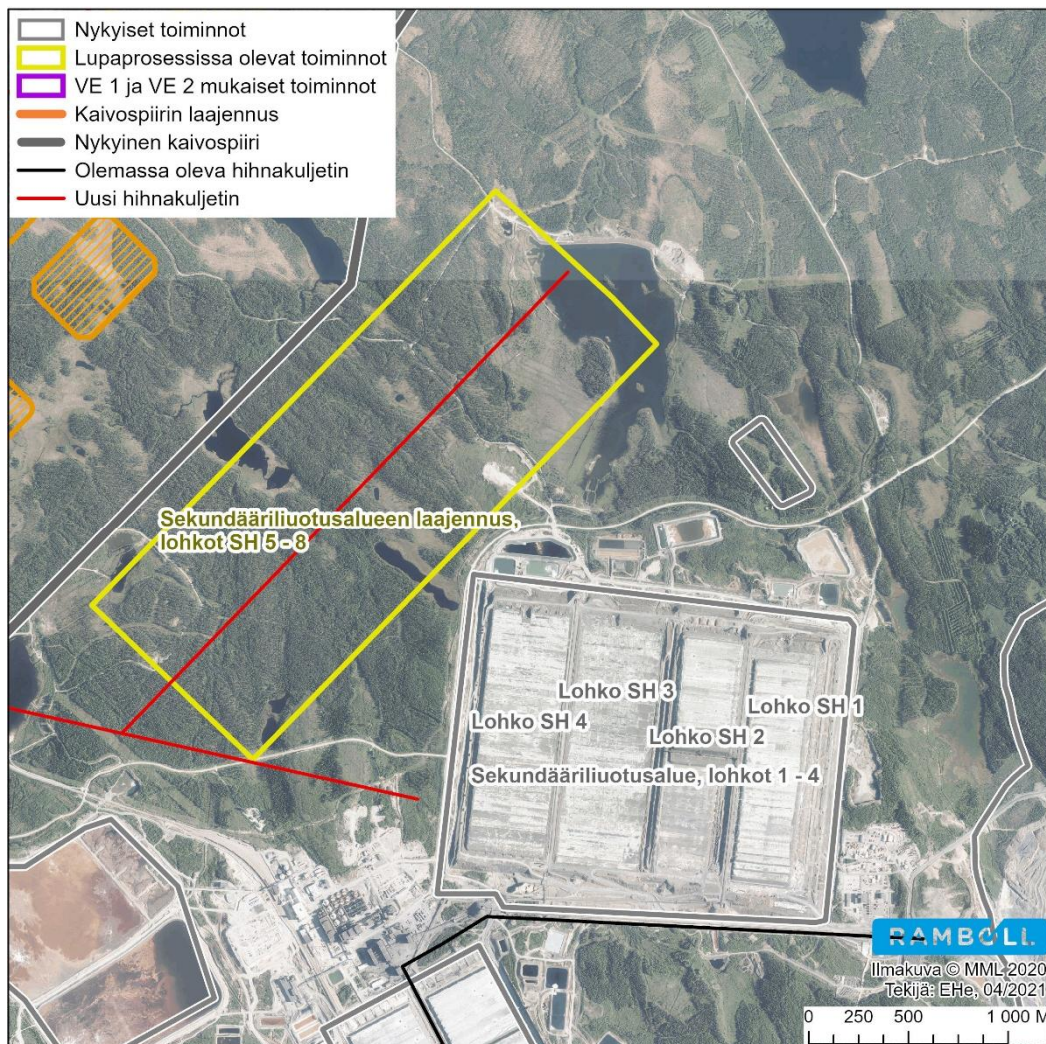 Nykyiset toiminnot
Lupaprosessissa olevat toiminnot
VE 1 ja VE 2 mukaiset toiminnot
Kaivospiirin laajennus
Nykyinen kaivospiiri
Olemassa oleva hihnakuljetin
Uusi hihnakuljetin
Sekundääriliuotusalueen laajennus,
lohkot SH 5 - 8
Lohko SH 3
Lohko SH 1
Lohko SH 4
Lohko SH 2
Sekundääriliuotusalue, lohkot 1 - 4
RAMBOLL
Ilmakuva © MML 2020
Tekijä: EHe, 04/2021
0 250 500 1 000 M